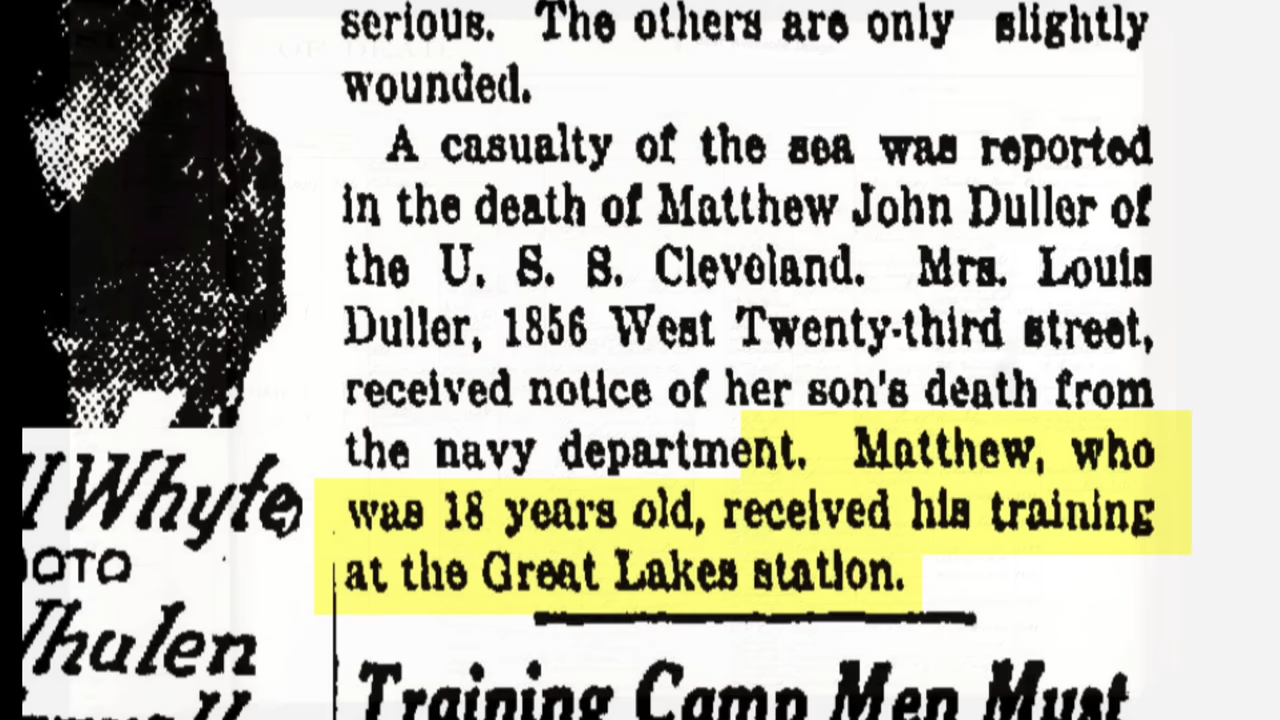 serious. The others are only slightly
wounded.
A casualty of the sea was reported
in the death of Matthew John Duller of
the U. S. S. Cleveland. Mrs. Louis
Duller, 1856 West Twenty-third street,
received notice of her son's death from
the navy department. Matthew, who
was 18 years old, received his training
at the Great Lakes station.
Whyte
Training Camp Men Must